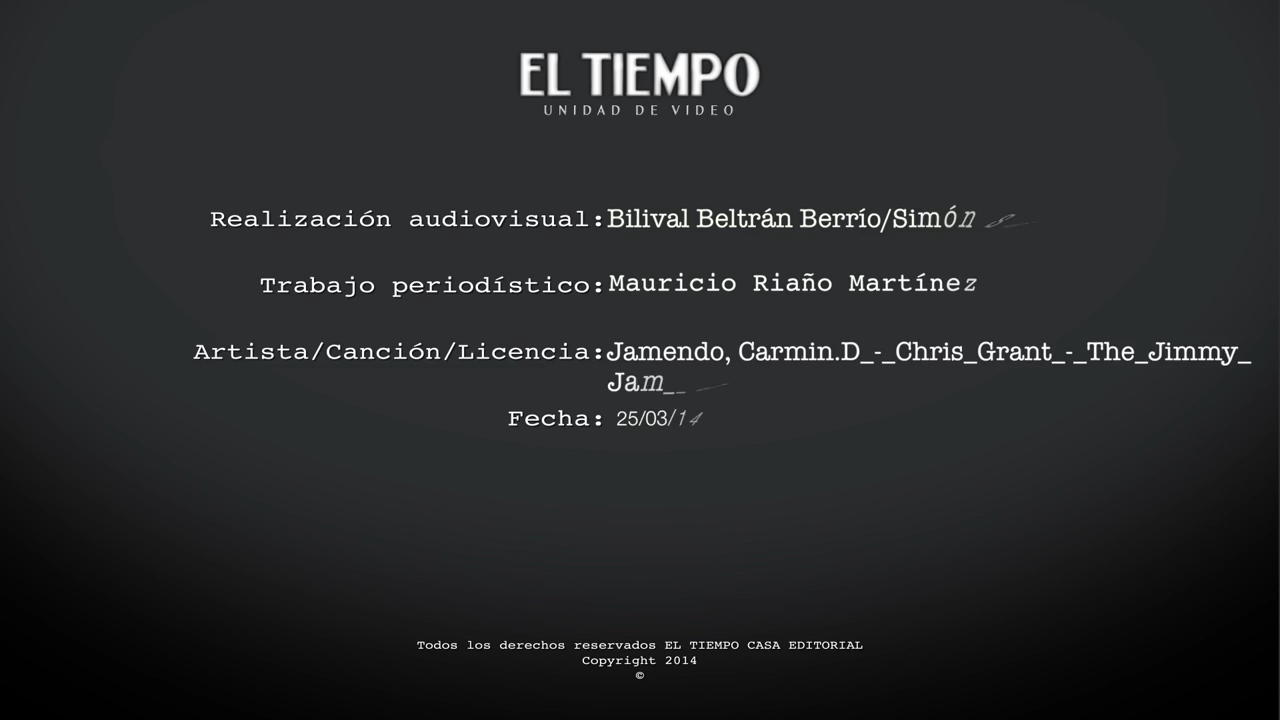 EL TIEMPO
UNIDAD DE VIDEO
Realización audiovisual: Bilival Beltrán Berrío/Simón
Trabajo periodístico: Mauricio Riaño Martínez
Artista/Canción/Licencia: Jamendo, Carmin.D_-_Chris_Grant_-_The_Jimmy_
Jam__
Fecha: 25/03/14
Todos los derechos reservados EL TIEMPO CASA EDITORIAL
Copyright 2014
©